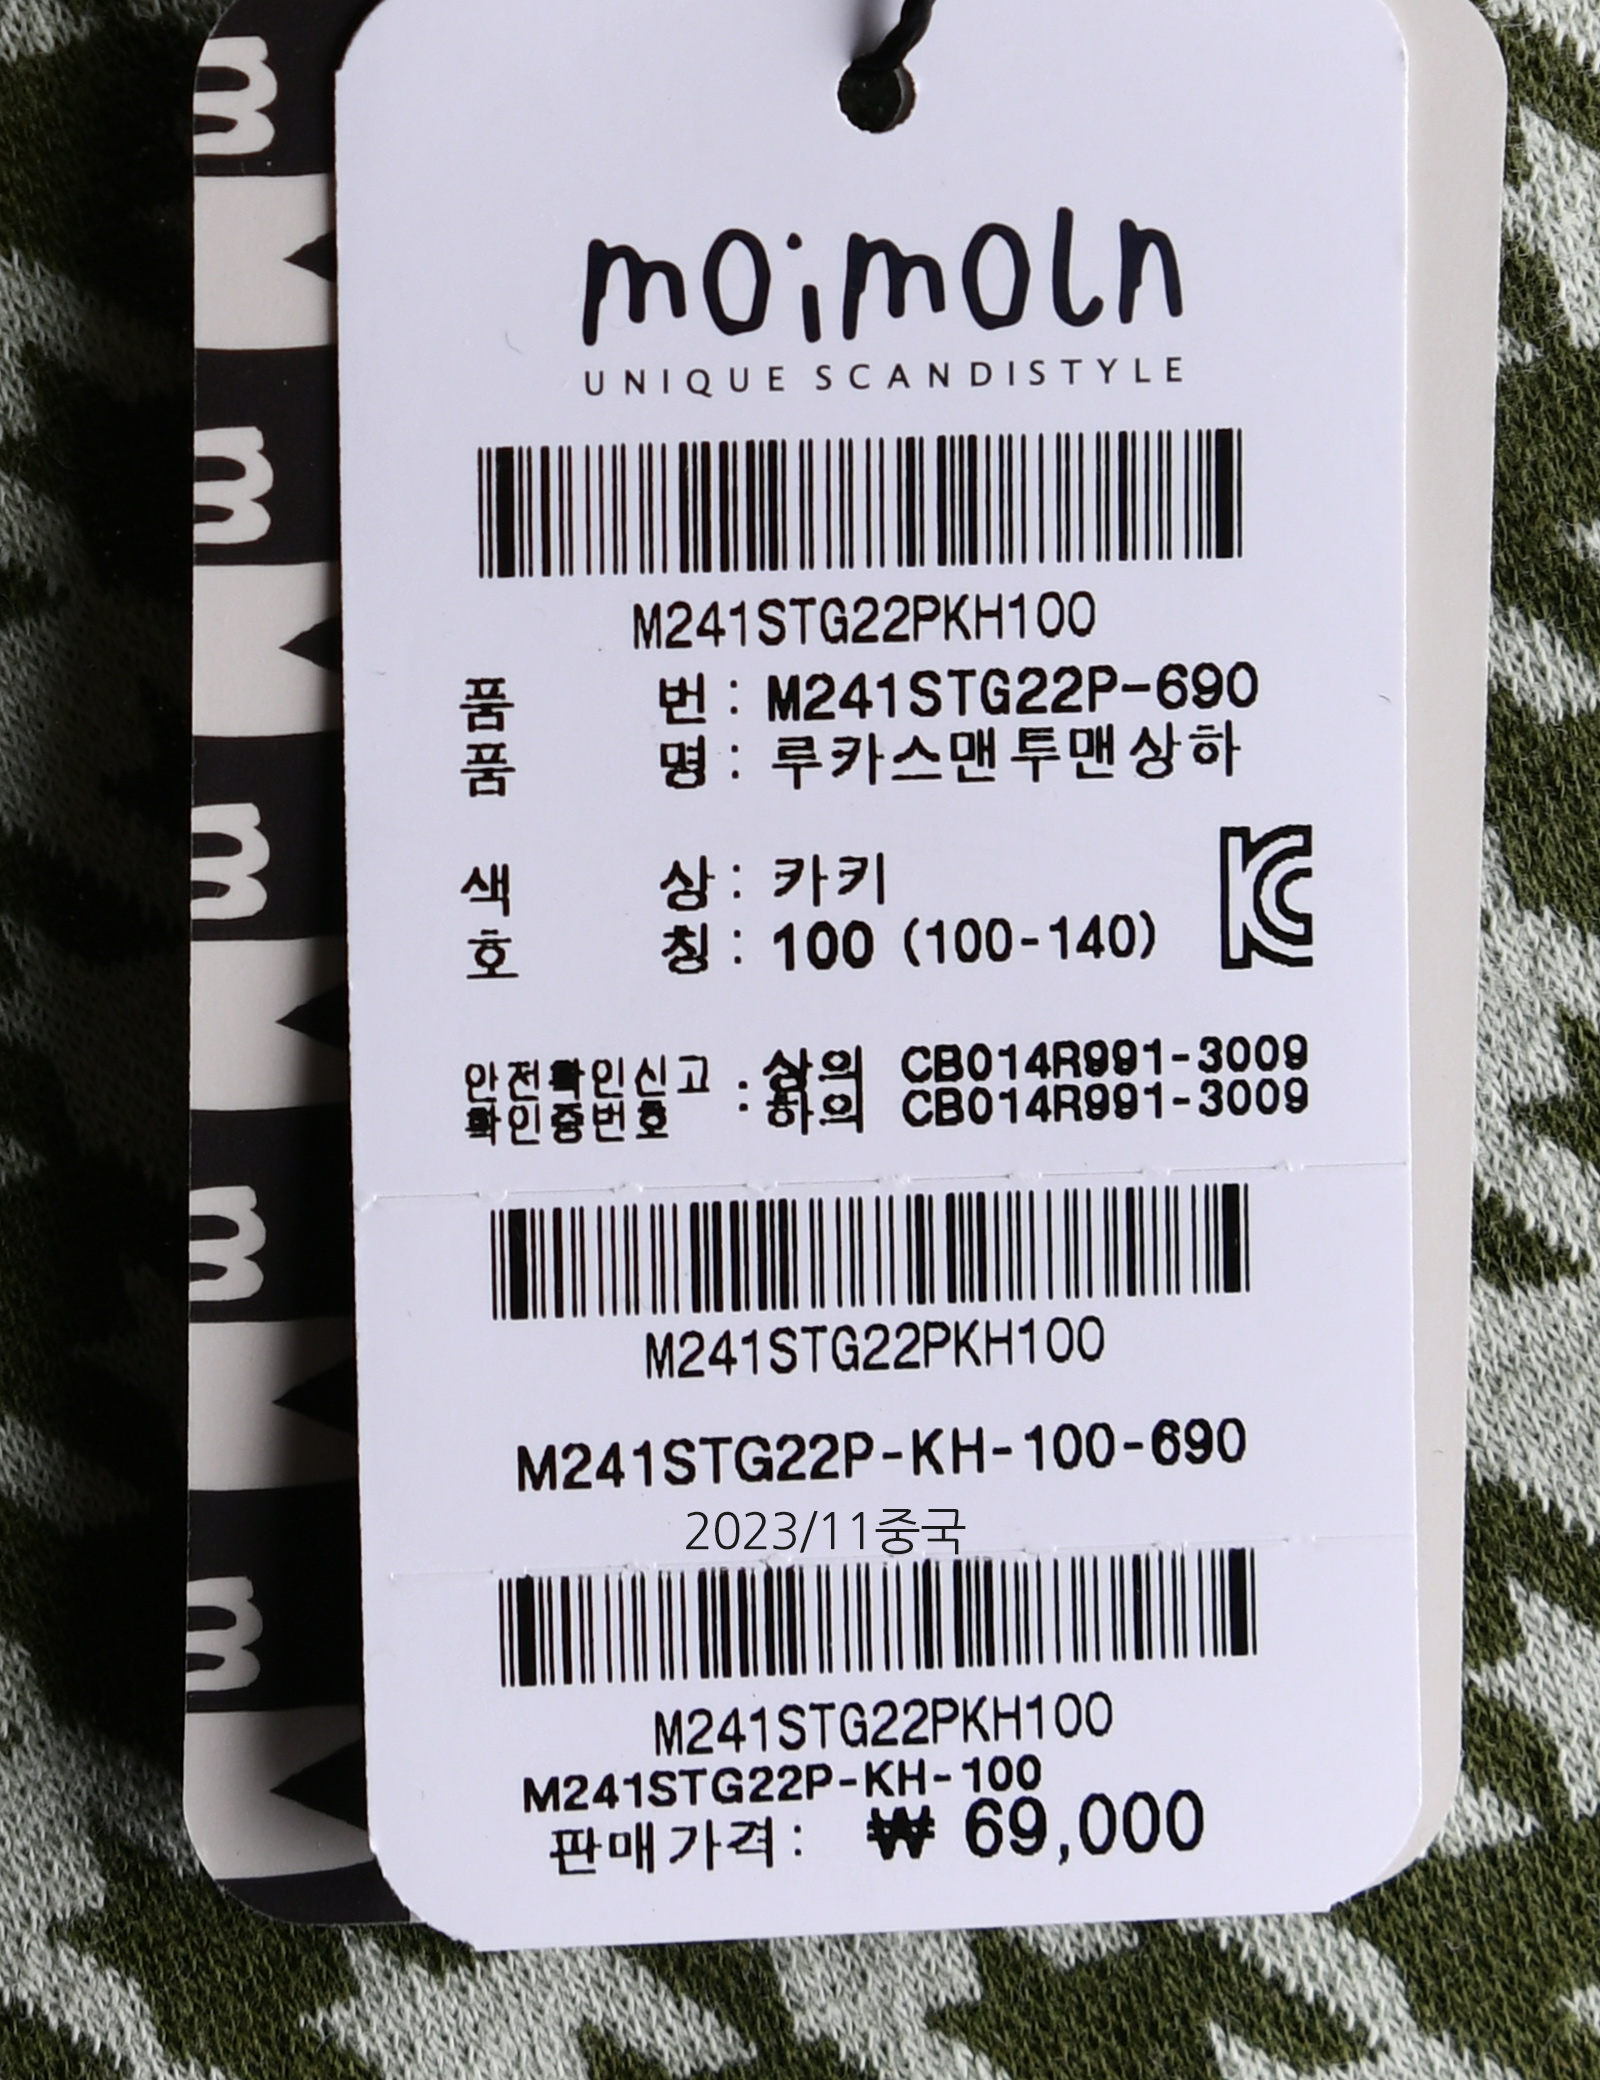 moimoln
UNIQUE SCANDISTYLE
M241STG22PKH100
품 번 : M241STG22P-690
품 명 : 루카스맨투맨상하
색 상 : 카키
호 칭 : 100 (100-140)
KC
안전확인신고 확인증번호 : 상의 CB014R991-3009
하의 CB014R991-3009
M241STG22PKH100
M241STG22P-KH-100-690
2023/11중국
M241STG22PKH100
M241STG22P-KH-100
판매가격: ₩ 69,000
m
m
m
m
m